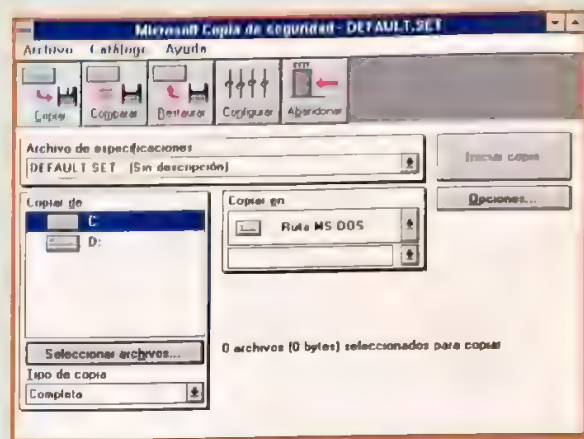 Microsoft Copia de seguridad - DEFAULT.SET
Archivo Catálogo Ayuda
Copiar Comparar Restaurar Configurar Abandonar
Archivo de especificaciones
DEFAULT SET (Sin descripción)
Iniciar copia
Opciones...
Copiar de
C:
D:
Copiar en
Ruta MS DOS
Seleccionar archivos...
0 archivos (0 bytes) seleccionados para copiar
Tipo de copia
Completa